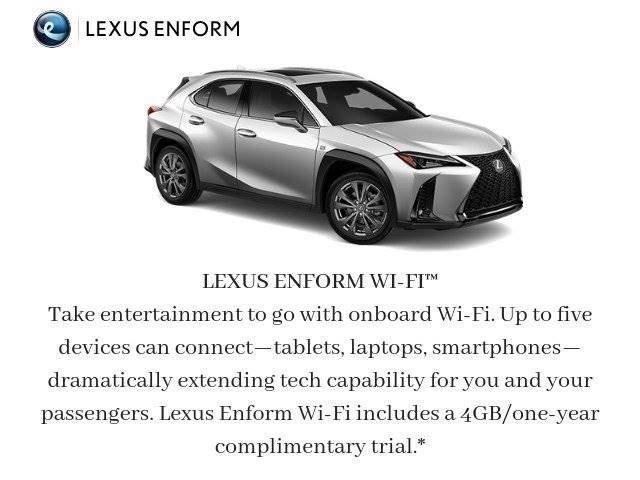 LEXUS ENFORM
LEXUS ENFORM WI-FI™
Take entertainment to go with onboard Wi-Fi. Up to five
devices can connect—tablets, laptops, smartphones—
dramatically extending tech capability for you and your
passengers. Lexus Enform Wi-Fi includes a 4GB/one-year
complimentary trial.*